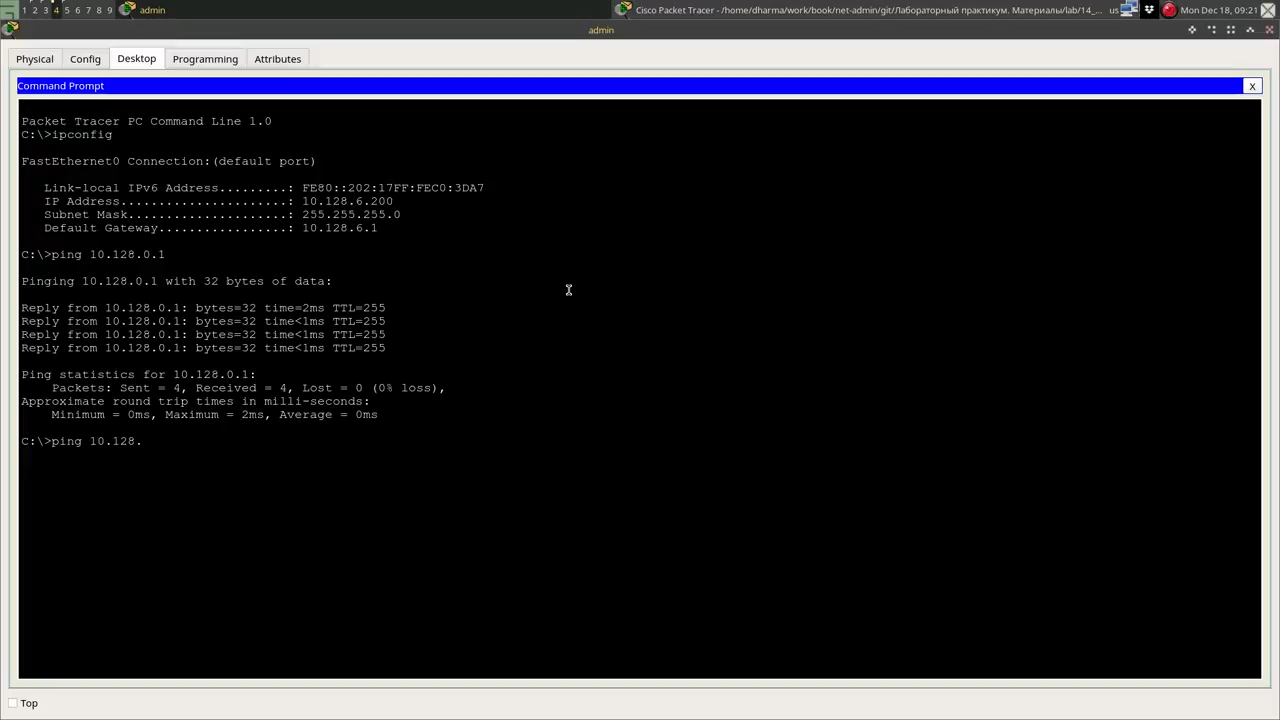 1 2 3 4 5 6 7 8 9 admin Cisco Packet Tracer - /home/dharma/work/book/net-admin/git/Лабораторный практикум. Материалы/lab/14_... us Mon Dec 18, 09:21
admin
Physical Config Desktop Programming Attributes
Command Prompt X
Packet Tracer PC Command Line 1.0
C:\>ipconfig
FastEthernet0 Connection:(default port)
Link-local IPv6 Address.........: FE80::202:17FF:FEC0:3DA7
IP Address......................: 10.128.6.200
Subnet Mask.....................: 255.255.255.0
Default Gateway.................: 10.128.6.1
C:\>ping 10.128.0.1
Pinging 10.128.0.1 with 32 bytes of data:
Reply from 10.128.0.1: bytes=32 time=2ms TTL=255
Reply from 10.128.0.1: bytes=32 time<1ms TTL=255
Reply from 10.128.0.1: bytes=32 time<1ms TTL=255
Reply from 10.128.0.1: bytes=32 time<1ms TTL=255
Ping statistics for 10.128.0.1:
Packets: Sent = 4, Received = 4, Lost = 0 (0% loss),
Approximate round trip times in milli-seconds:
Minimum = 0ms, Maximum = 2ms, Average = 0ms
C:\>ping 10.128.
Top